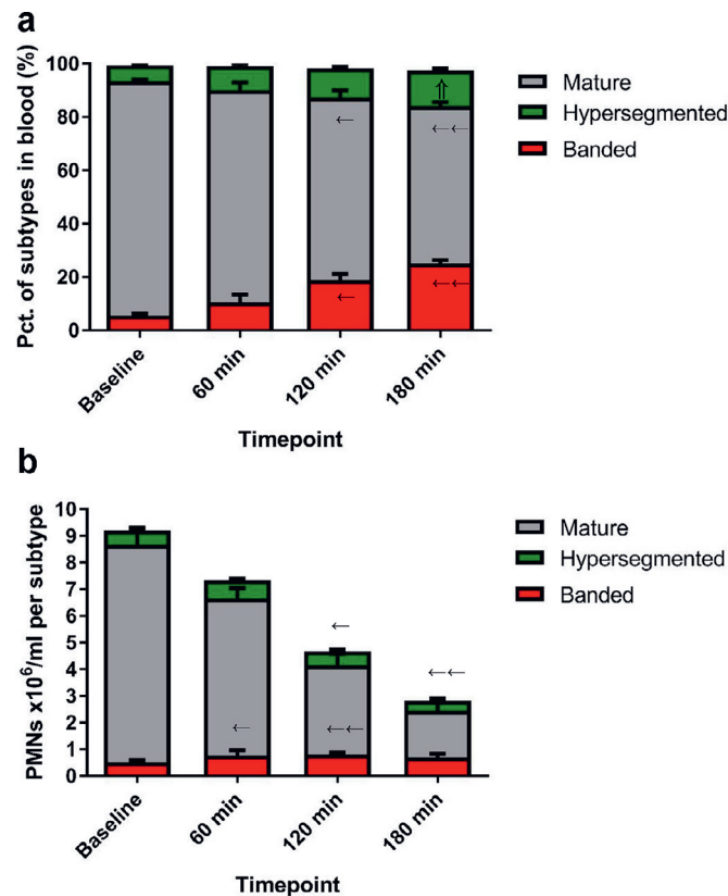 a
Pct. of subtypes in blood (%)
100
80
60
40
20
0
⇑
←
←←
←
←←
Baseline
60 min
120 min
180 min
Timepoint
Mature
Hypersegmented
Banded
b
PMNs x10⁶/ml per subtype
10
9
8
7
6
5
4
3
2
1
0
←
←←
←
←←
Baseline
60 min
120 min
180 min
Timepoint
Mature
Hypersegmented
Banded